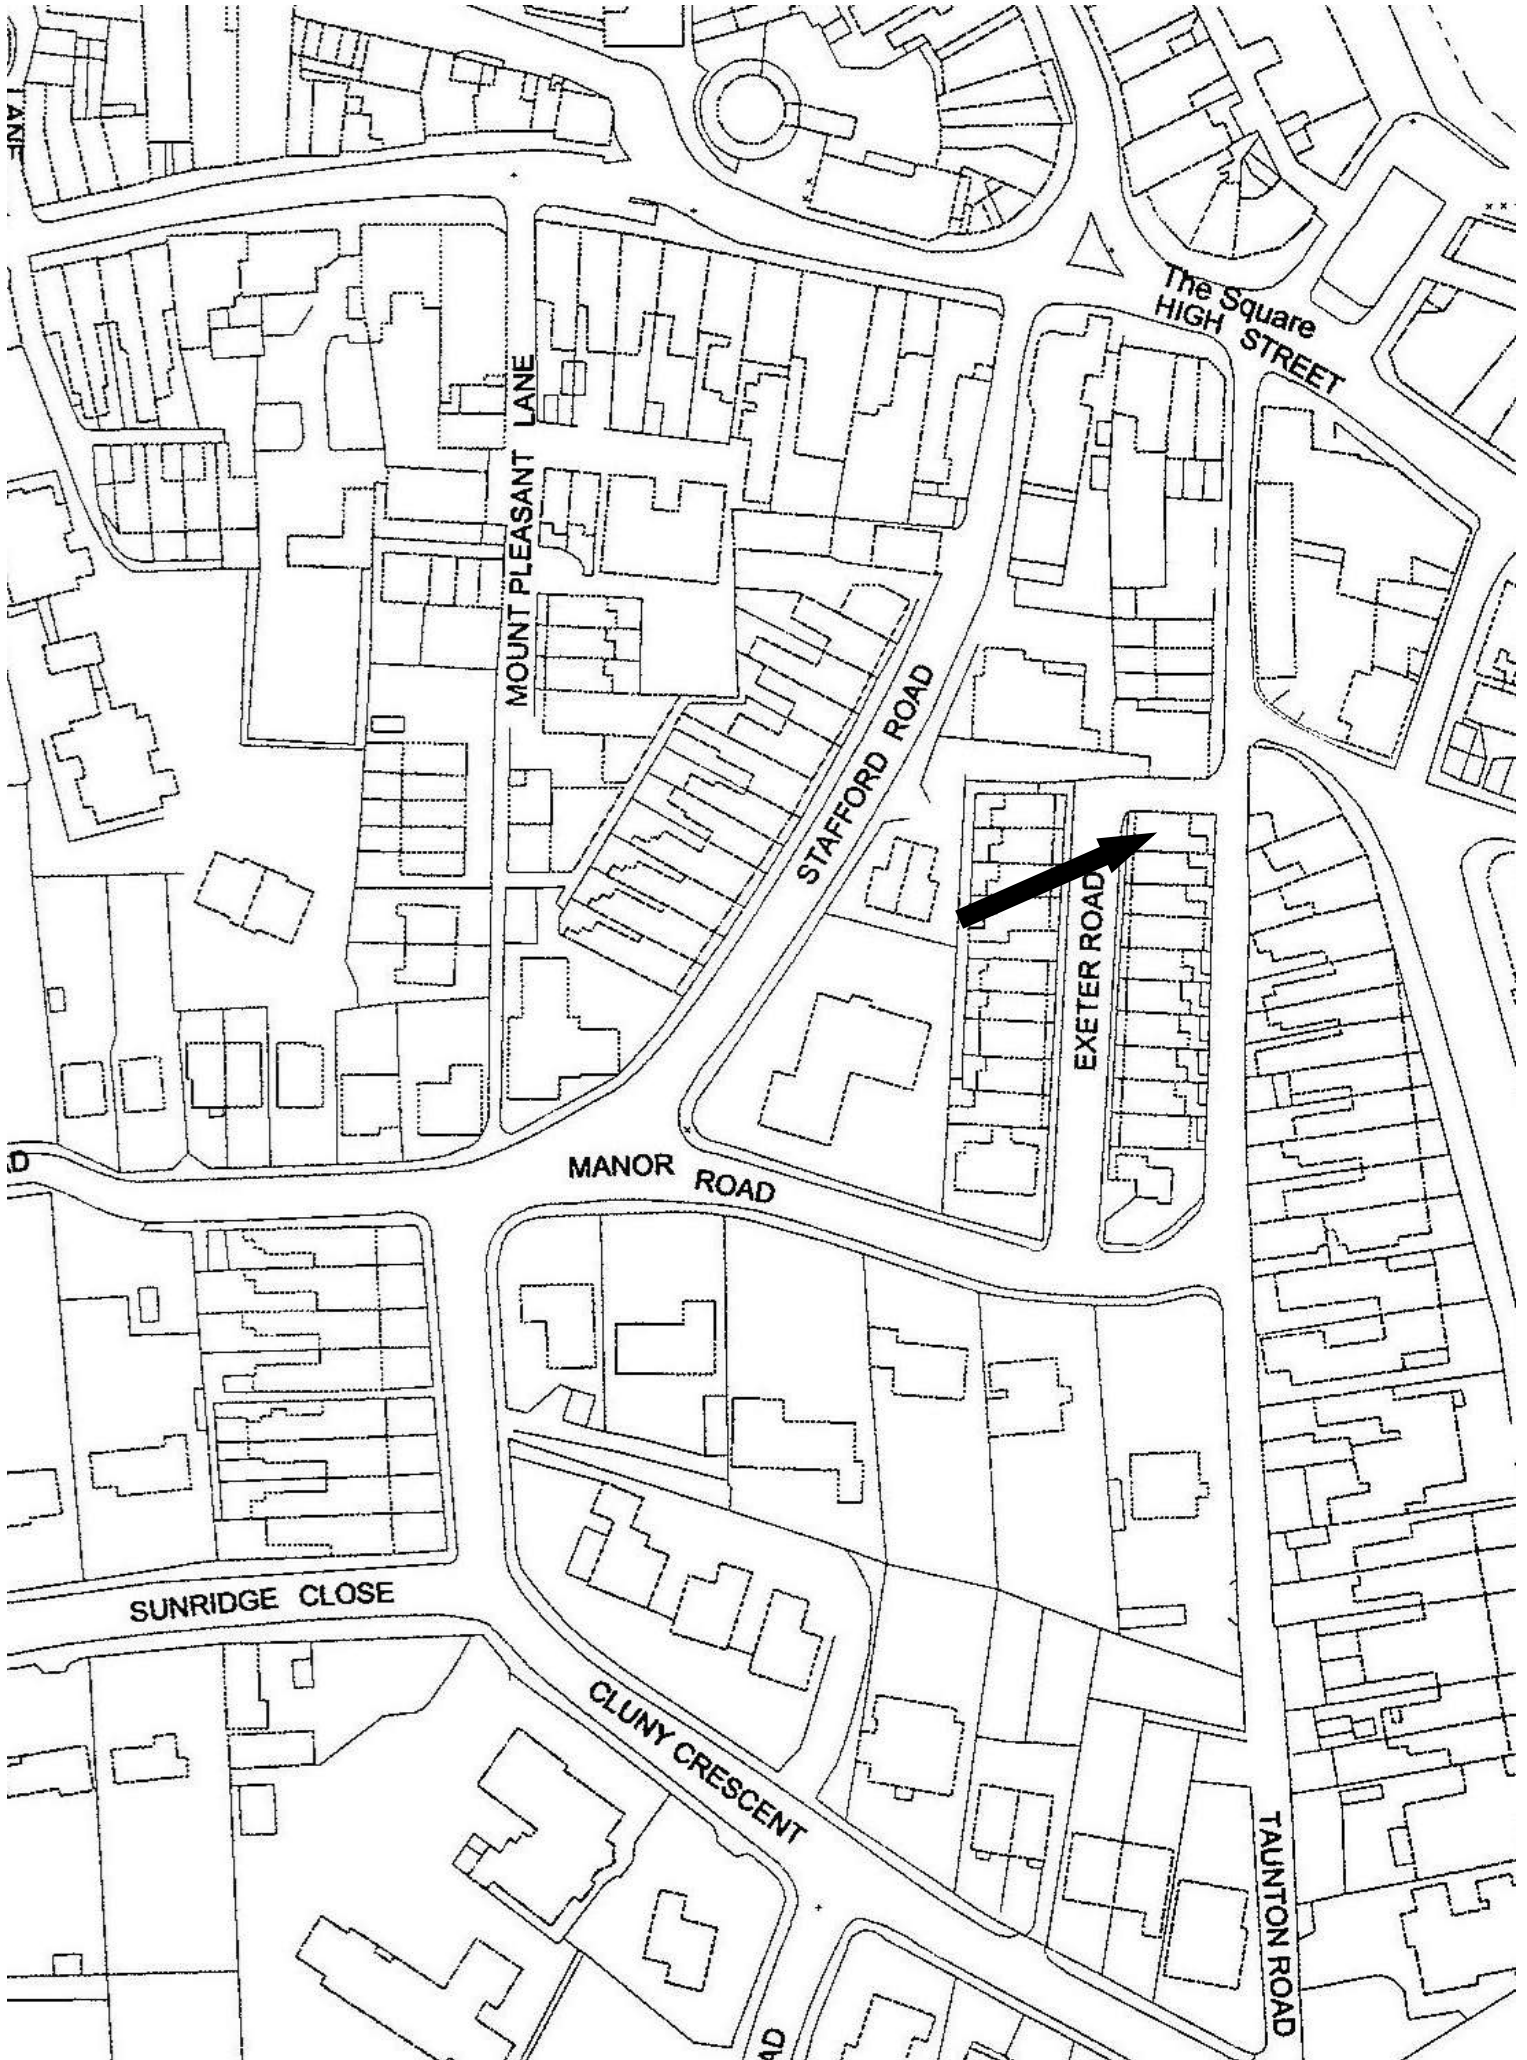 The Square
HIGH STREET
MOUNT PLEASANT LANE
STAFFORD ROAD
EXETER ROAD
MANOR ROAD
SUNRIDGE CLOSE
CLUNY CRESCENT
TAUNTON ROAD